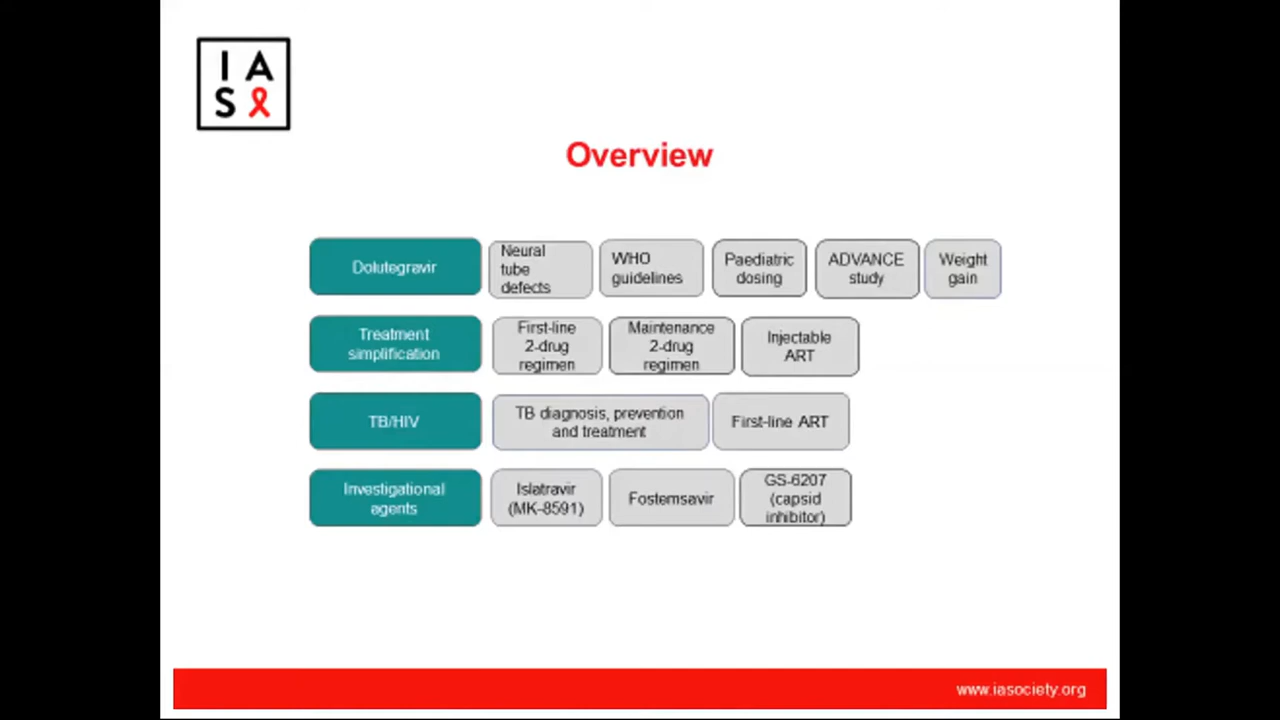 I A
S
Overview
Dolutegravir
Neural
tube
defects
WHO
guidelines
Paediatric
dosing
ADVANCE
study
Weight
gain
Treatment
simplification
First-line
2-drug
regimen
Maintenance
2-drug
regimen
Injectable
ART
TB/HIV
TB diagnosis, prevention
and treatment
First-line ART
Investigational
agents
Islatravir
(MK-8591)
Fostemsavir
GS-6207
(capsid
inhibitor)
www.iasociety.org